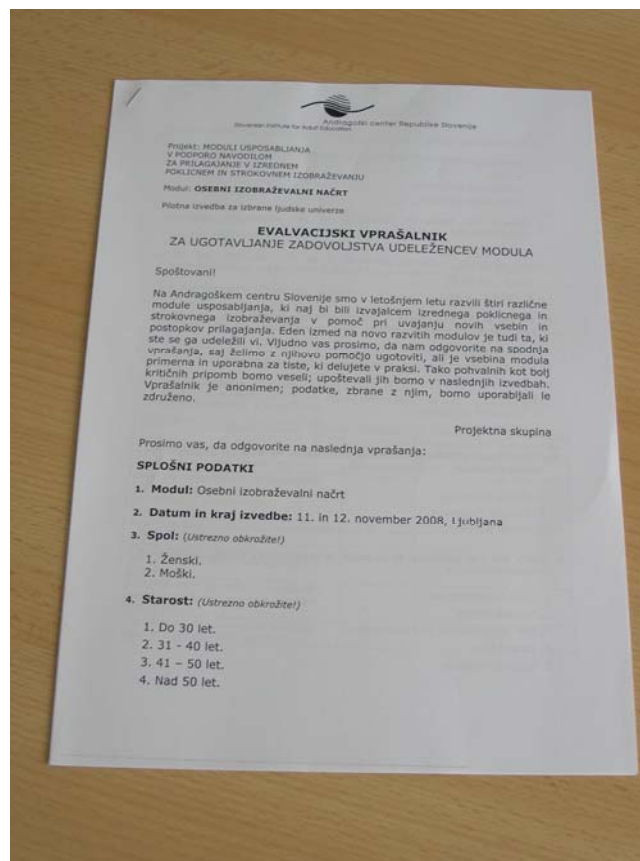 Andragoški center Republike Slovenije
Slovenian Institute for Adult Education
Projekt: MODULI USPOSABLJANJA
V PODPORO NAVODILOM
ZA PRILAGAJANJE V IZREDNEM
POKLICNEM IN STROKOVNEM IZOBRAŽEVANJU
Modul: OSEBNI IZOBRAŽEVALNI NAČRT
Pilotna izvedba za izbrane ljudske univerze
EVALVACIJSKI VPRAŠALNIK
ZA UGOTAVLJANJE ZADOVOLJSTVA UDELEŽENCEV MODULA
Spoštovani!
Na Andragoškem centru Slovenije smo v letošnjem letu razvili štiri različne
module usposabljanja, ki naj bi bili izvajalcem izrednega poklicnega in
strokovnega izobraževanja v pomoč pri uvajanju novih vsebin in
postopkov prilagajanja. Eden izmed na novo razvitih modulov je tudi ta, ki
ste se ga udeležili vi. Vljudno vas prosimo, da nam odgovorite na spodnja
vprašanja, saj želimo z njihovo pomočjo ugotoviti, ali je vsebina modula
primerna in uporabna za tiste, ki delujete v praksi. Tako pohvalnih kot bolj
kritičnih pripomb bomo veseli; upoštevali jih bomo v naslednjih izvedbah.
Vprašalnik je anonimen; podatke, zbrane z njim, bomo uporabljali le
združeno.
Projektna skupina
Prosimo vas, da odgovorite na naslednja vprašanja:
SPLOŠNI PODATKI
1. Modul: Osebni izobraževalni načrt
2. Datum in kraj izvedbe: 11. in 12. november 2008, Ljubljana
3. Spol: (Ustrezno obkrožite!)
1. Ženski.
2. Moški.
4. Starost: (Ustrezno obkrožite!)
1. Do 30 let.
2. 31 - 40 let.
3. 41 – 50 let.
4. Nad 50 let.